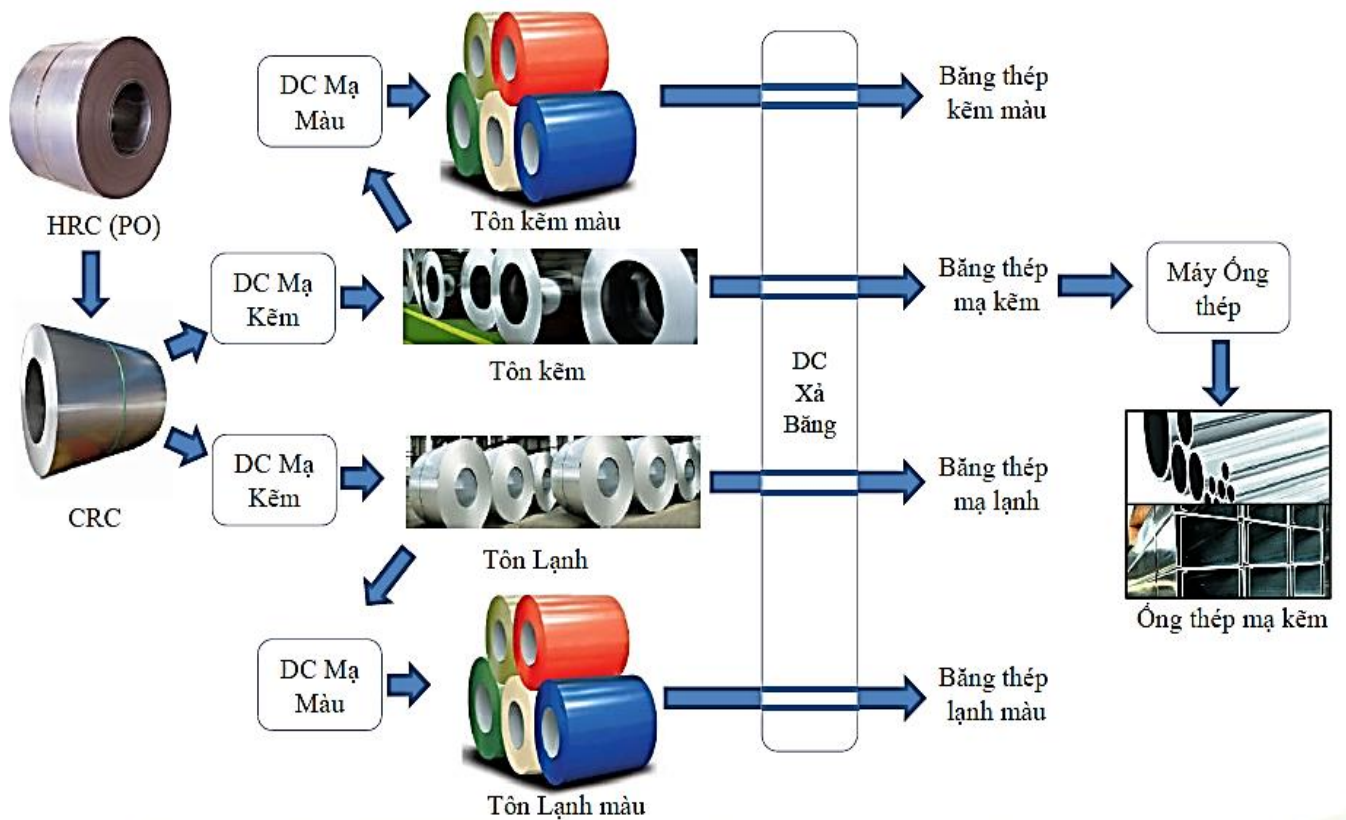 HRC (PO)
CRC
DC Mạ
Màu
Tôn kẽm màu
Băng thép
kẽm màu
DC Mạ
Kẽm
Tôn kẽm
Băng thép
mạ kẽm
Máy Ống
thép
DC
Xả
Băng
DC Mạ
Kẽm
Tôn Lạnh
Băng thép
mạ lạnh
Ống thép mạ kẽm
DC Mạ
Màu
Tôn Lạnh màu
Băng thép
lạnh màu